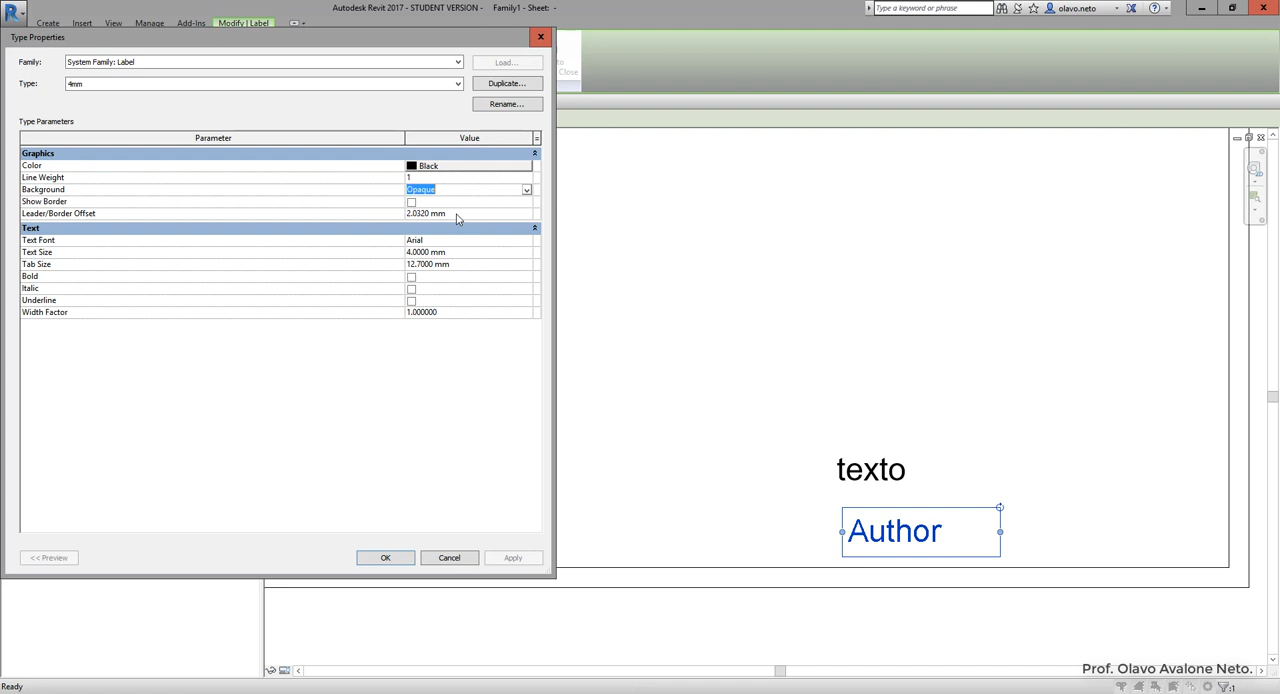 Autodesk Revit 2017 - STUDENT VERSION - Family1 - Sheet: -
Type a keyword or phrase
olavo.neto
Create Insert View Manage Add-Ins Modify | Label
Type Properties
Family: System Family: Label Load...
Type: 4mm Duplicate...
Rename...
Type Parameters
Parameter Value =
Graphics
Color Black
Line Weight 1
Background Opaque
Show Border
Leader/Border Offset 2.0320 mm
Text
Text Font Arial
Text Size 4.0000 mm
Tab Size 12.7000 mm
Bold
Italic
Underline
Width Factor 1.000000
<< Preview OK Cancel Apply
to
Close
texto
Author
Prof. Olavo Avalone Neto.
Ready
:1